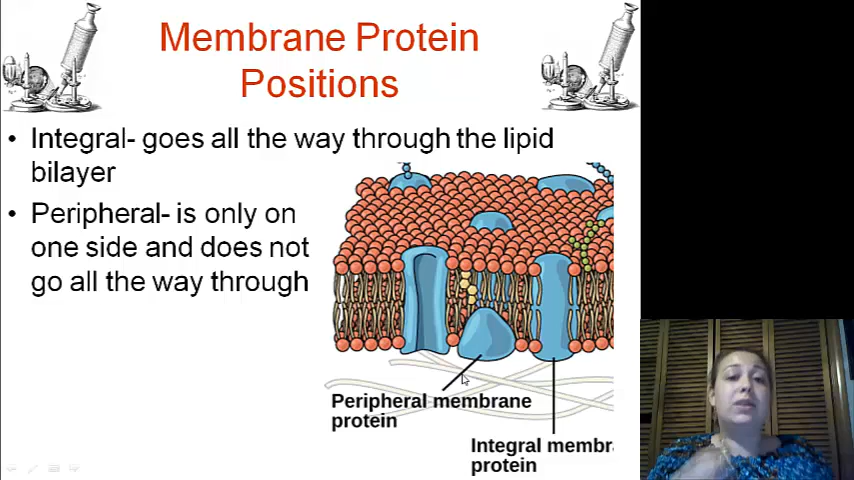 Membrane Protein
Positions
• Integral- goes all the way through the lipid
bilayer
• Peripheral- is only on
one side and does not
go all the way through
Peripheral membrane
protein
Integral membr
protein